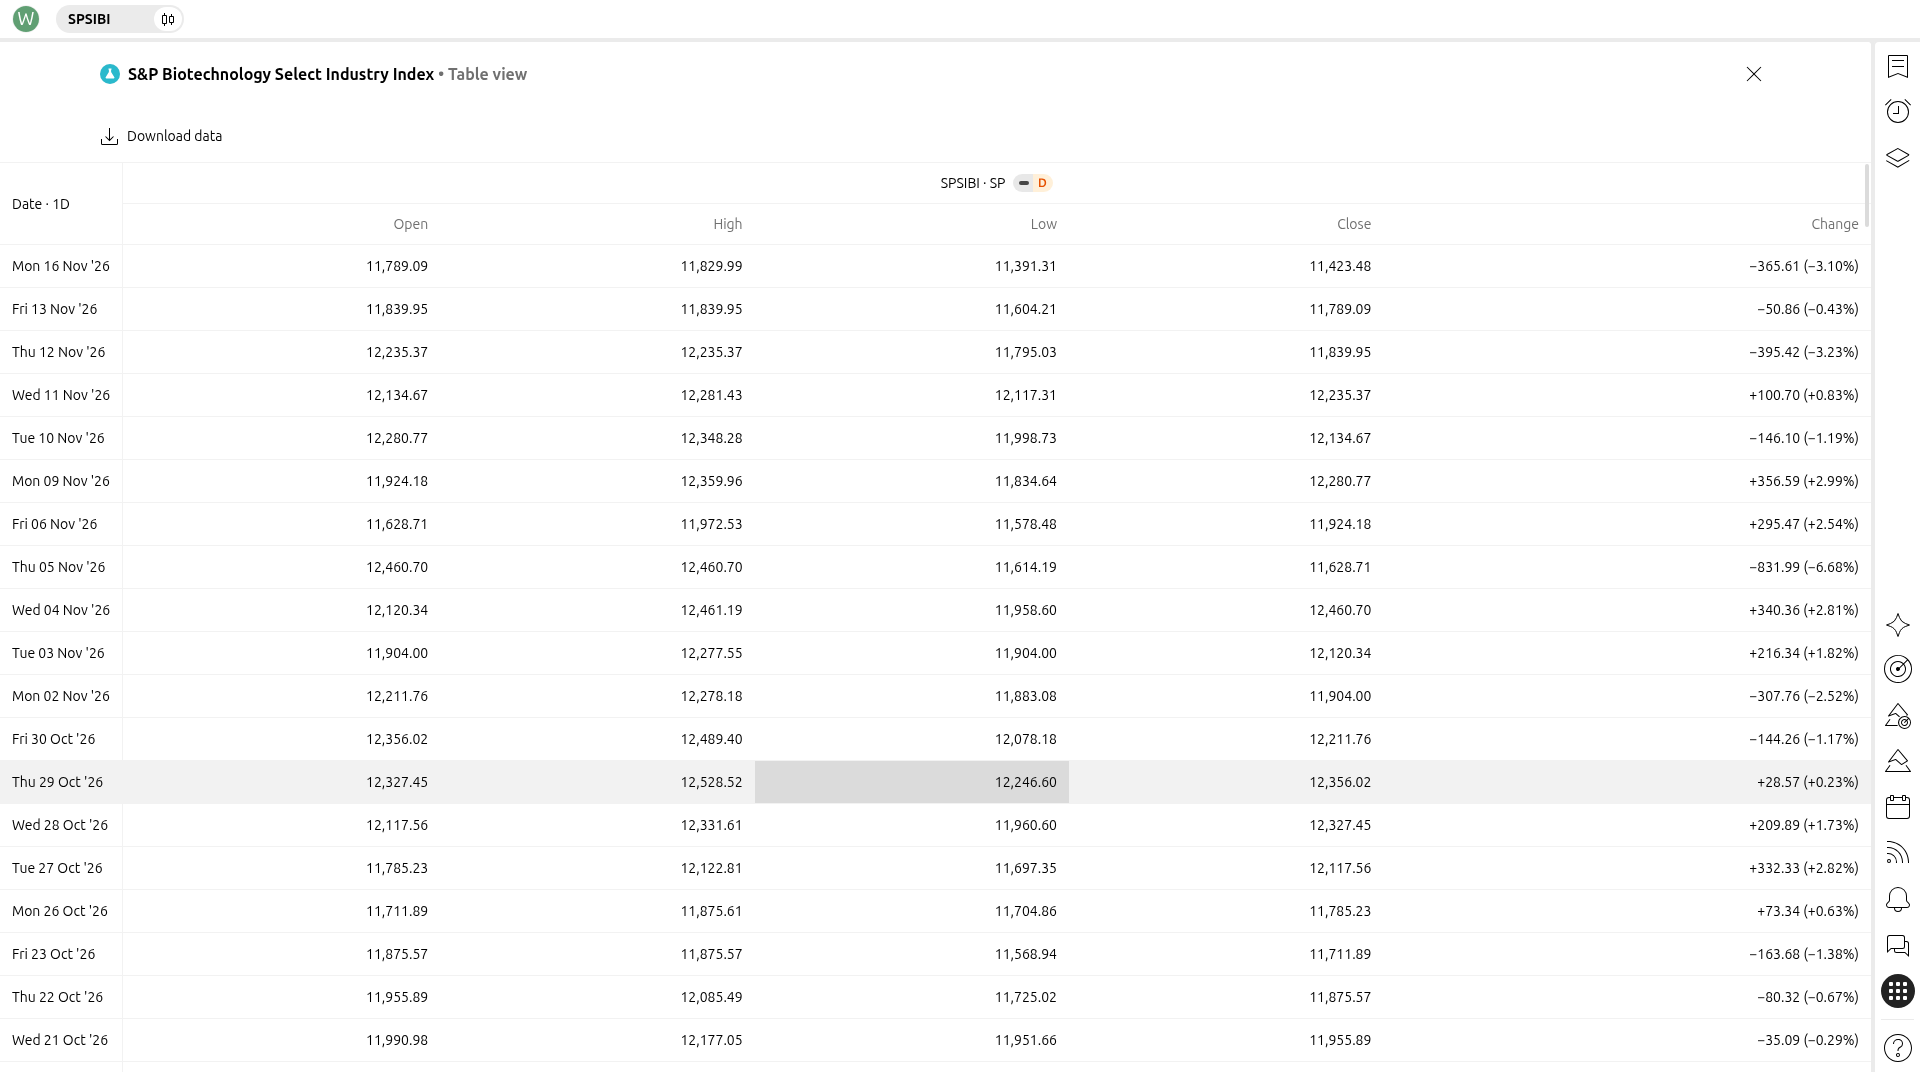 W SPSIBI
S&P Biotechnology Select Industry Index • Table view
Download data
Date · 1D
SPSIBI · SP D
Open High Low Close Change
Mon 16 Nov '26 11,789.09 11,829.99 11,391.31 11,423.48 −365.61 (−3.10%)
Fri 13 Nov '26 11,839.95 11,839.95 11,604.21 11,789.09 −50.86 (−0.43%)
Thu 12 Nov '26 12,235.37 12,235.37 11,795.03 11,839.95 −395.42 (−3.23%)
Wed 11 Nov '26 12,134.67 12,281.43 12,117.31 12,235.37 +100.70 (+0.83%)
Tue 10 Nov '26 12,280.77 12,348.28 11,998.73 12,134.67 −146.10 (−1.19%)
Mon 09 Nov '26 11,924.18 12,359.96 11,834.64 12,280.77 +356.59 (+2.99%)
Fri 06 Nov '26 11,628.71 11,972.53 11,578.48 11,924.18 +295.47 (+2.54%)
Thu 05 Nov '26 12,460.70 12,460.70 11,614.19 11,628.71 −831.99 (−6.68%)
Wed 04 Nov '26 12,120.34 12,461.19 11,958.60 12,460.70 +340.36 (+2.81%)
Tue 03 Nov '26 11,904.00 12,277.55 11,904.00 12,120.34 +216.34 (+1.82%)
Mon 02 Nov '26 12,211.76 12,278.18 11,883.08 11,904.00 −307.76 (−2.52%)
Fri 30 Oct '26 12,356.02 12,489.40 12,078.18 12,211.76 −144.26 (−1.17%)
Thu 29 Oct '26 12,327.45 12,528.52 12,246.60 12,356.02 +28.57 (+0.23%)
Wed 28 Oct '26 12,117.56 12,331.61 11,960.60 12,327.45 +209.89 (+1.73%)
Tue 27 Oct '26 11,785.23 12,122.81 11,697.35 12,117.56 +332.33 (+2.82%)
Mon 26 Oct '26 11,711.89 11,875.61 11,704.86 11,785.23 +73.34 (+0.63%)
Fri 23 Oct '26 11,875.57 11,875.57 11,568.94 11,711.89 −163.68 (−1.38%)
Thu 22 Oct '26 11,955.89 12,085.49 11,725.02 11,875.57 −80.32 (−0.67%)
Wed 21 Oct '26 11,990.98 12,177.05 11,951.66 11,955.89 −35.09 (−0.29%)